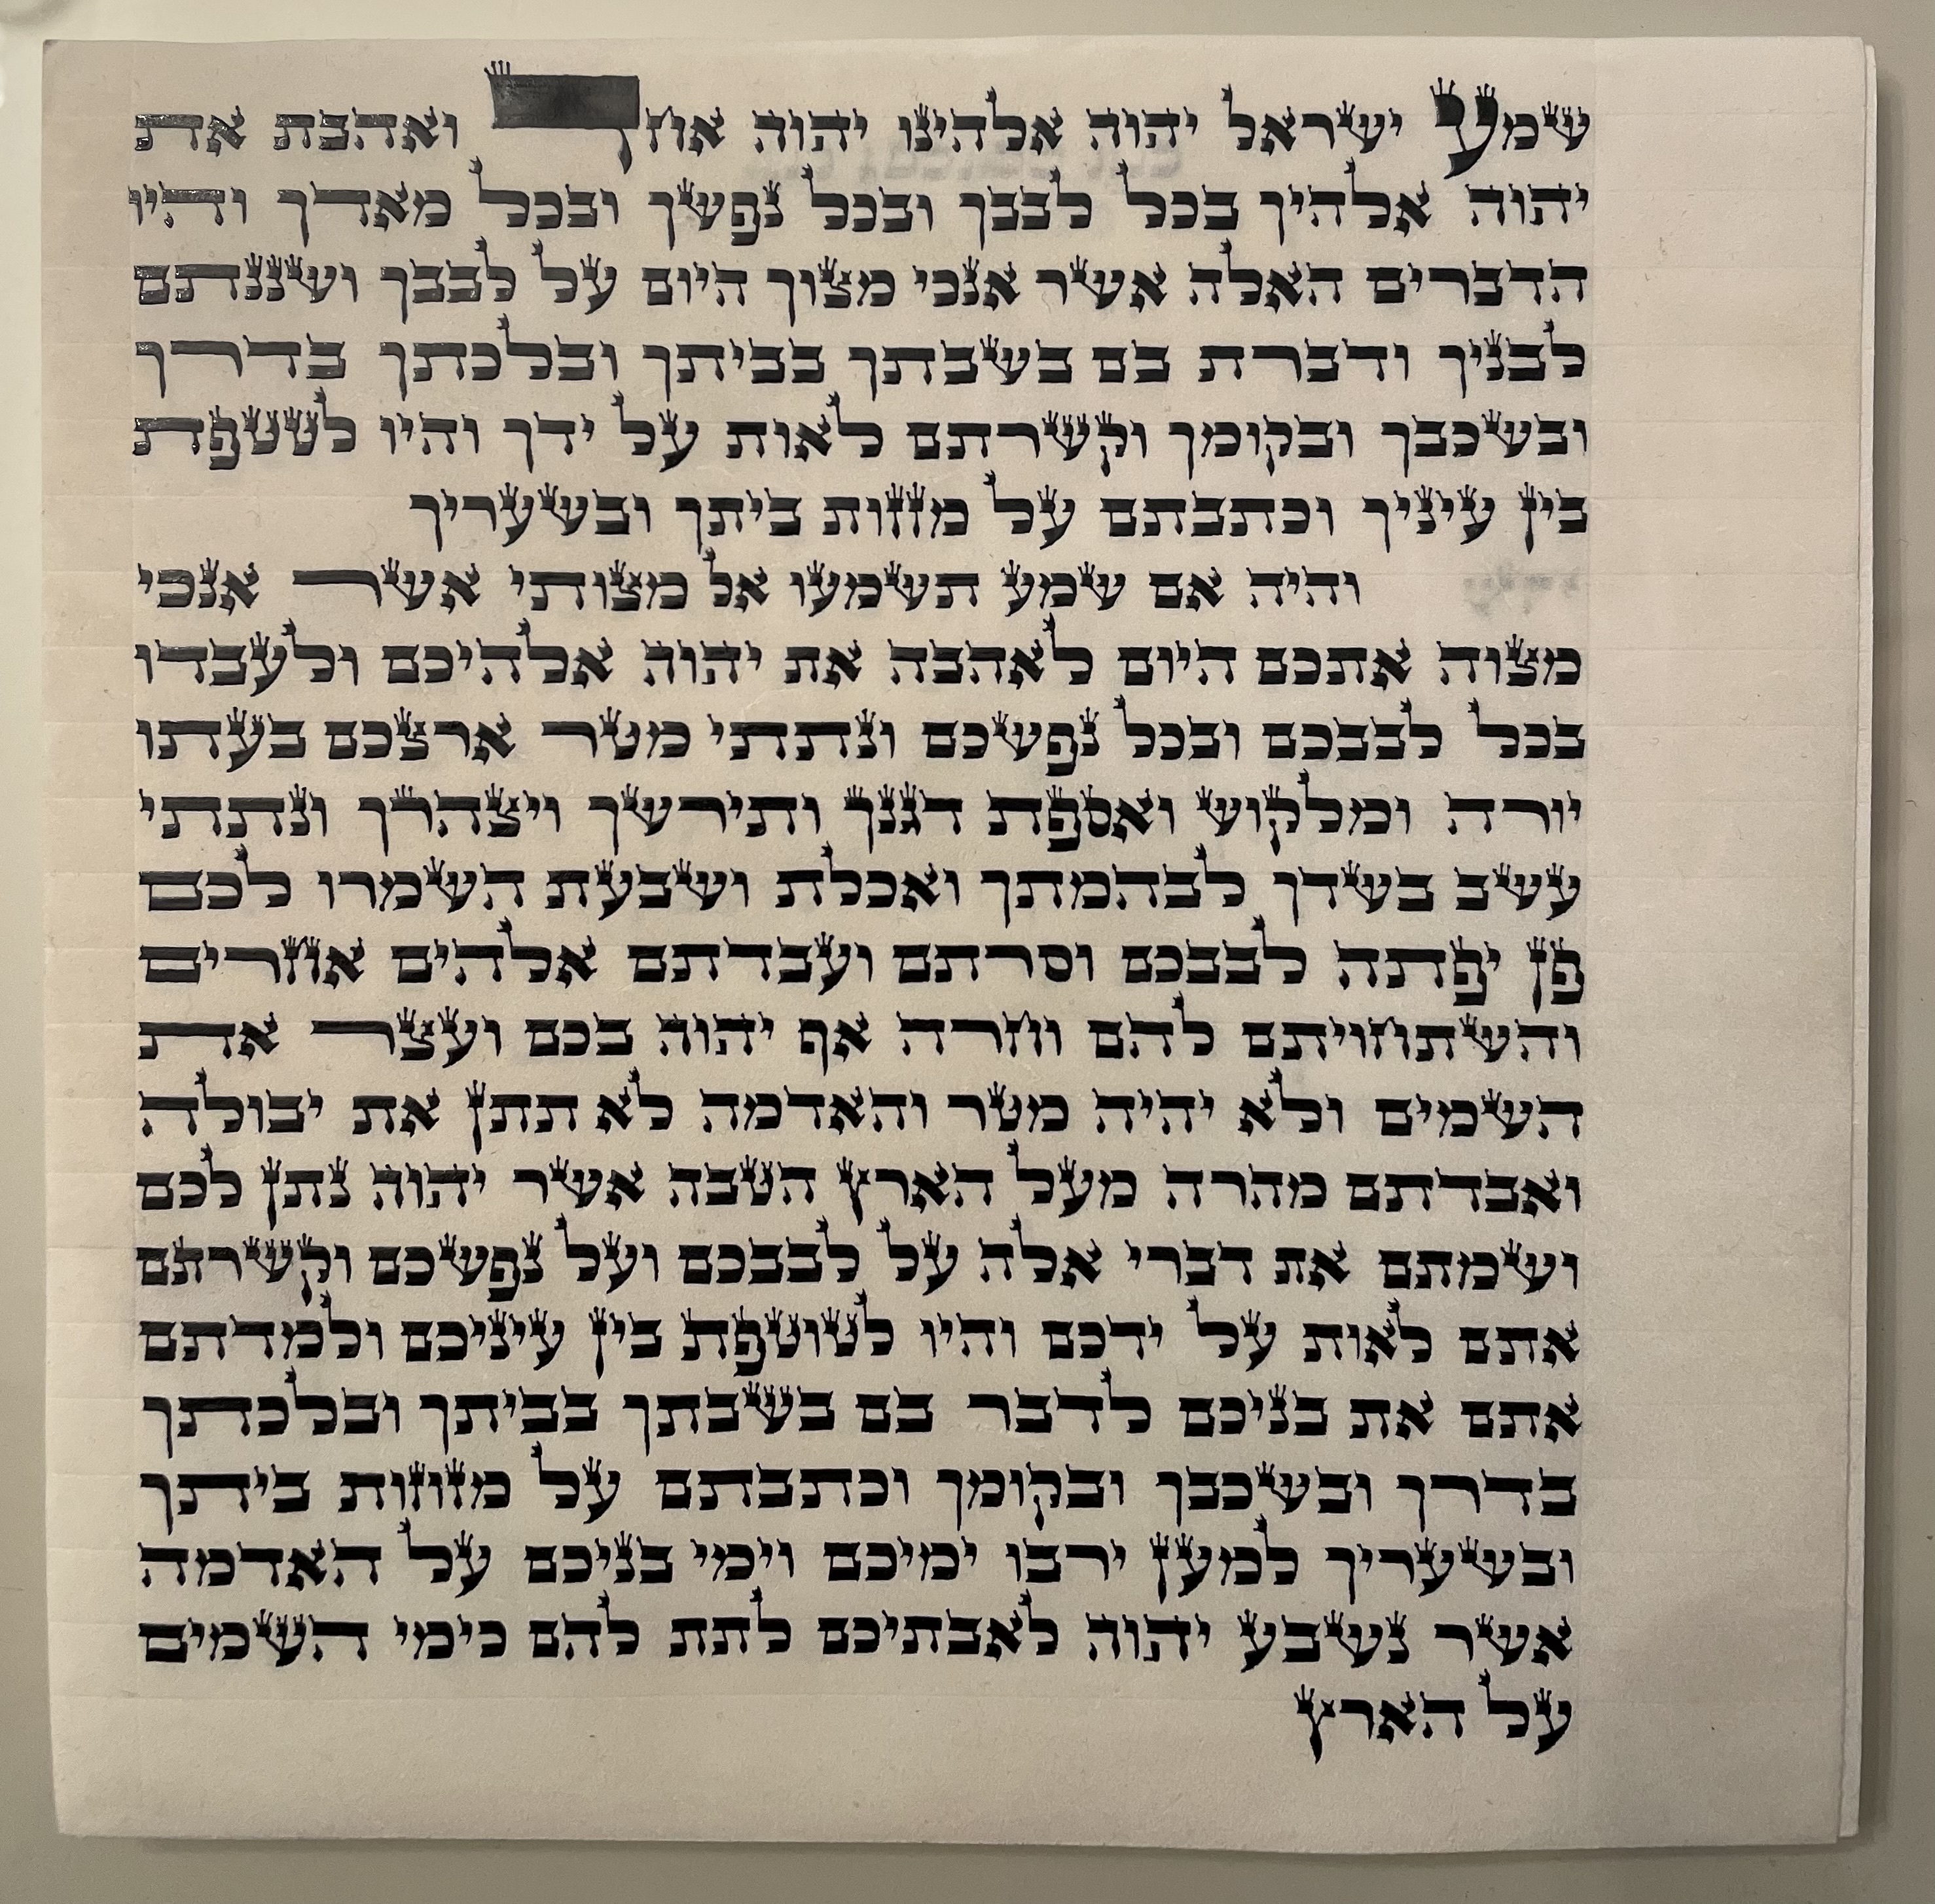 שמע ישראל יהוה אלהינו יהוה אחד ואהבת את
יהוה אלהיך בכל לבבך ובכל נפשך ובכל מאדך והיו
הדברים האלה אשר אנכי מצוך היום על לבבך ושננתם
לבניך ודברת בם בשבתך בביתך ובלכתך בדרך
ובשכבך ובקומך וקשרתם לאות על ידך והיו לטטפת
בין עיניך וכתבתם על מזזות ביתך ובשעריך
והיה אם שמע תשמעו אל מצותי אשר אנכי
מצוה אתכם היום לאהבה את יהוה אלהיכם ולעבדו
בכל לבבכם ובכל נפשכם ונתתי מטר ארצכם בעתו
יורה ומלקוש ואספת דגנך ותירשך ויצהרך ונתתי
עשב בשדך לבהמתך ואכלת ושבעת השמרו לכם
פן יפתה לבבכם וסרתם ועבדתם אלהים אחרים
והשתחויתם להם וחרה אף יהוה בכם ועצר את
השמים ולא יהיה מטר והאדמה לא תתן את יבולה
ואבדתם מהרה מעל הארץ הטבה אשר יהוה נתן לכם
ושמתם את דברי אלה על לבבכם ועל נפשכם וקשרתם
אתם לאות על ידכם והיו לטוטפת בין עיניכם ולמדתם
אתם את בניכם לדבר בם בשבתך בביתך ובלכתך
בדרך ובשכבך ובקומך וכתבתם על מזוזות ביתך
ובשעריך למען ירבו ימיכם וימי בניכם על האדמה
אשר נשבע יהוה לאבתיכם לתת להם כימי השמים
על הארץ